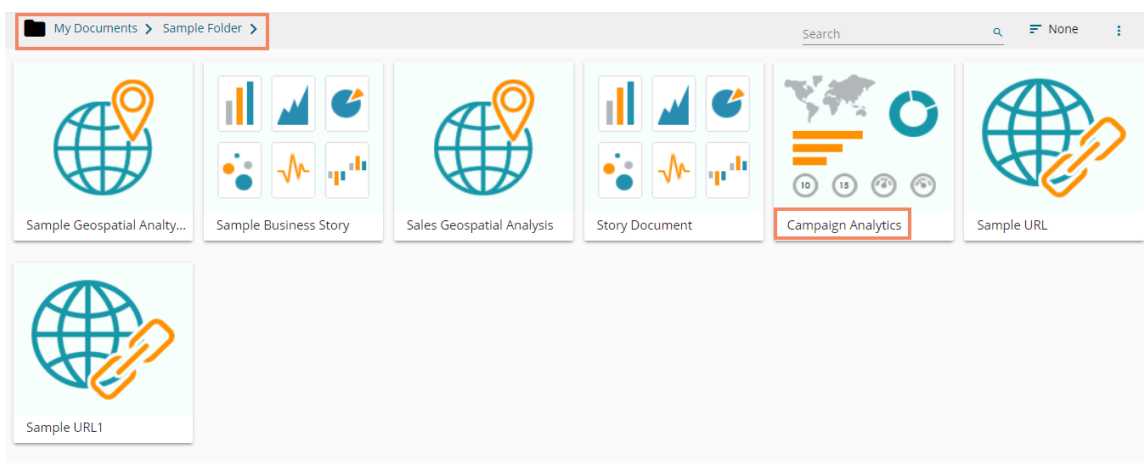 My Documents > Sample Folder >
Search
None
10 15
Sample Geospatial Analty...
Sample Business Story
Sales Geospatial Analysis
Story Document
Campaign Analytics
Sample URL
Sample URL1